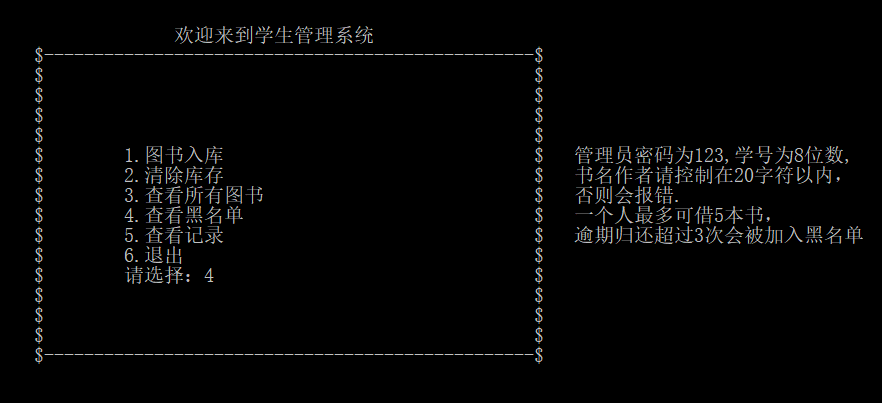 欢迎来到学生管理系统
$-------------------------------------------------$
$ $
$ $
$ $
$ $
$ 1.图书入库 $ 管理员密码为123,学号为8位数,
$ 2.清除库存 $ 书名作者请控制在20字符以内，
$ 3.查看所有图书 $ 否则会报错.
$ 4.查看黑名单 $ 一个人最多可借5本书，
$ 5.查看记录 $ 逾期归还超过3次会被加入黑名单
$ 6.退出 $
$ 请选择：4 $
$ $
$ $
$ $
$-------------------------------------------------$